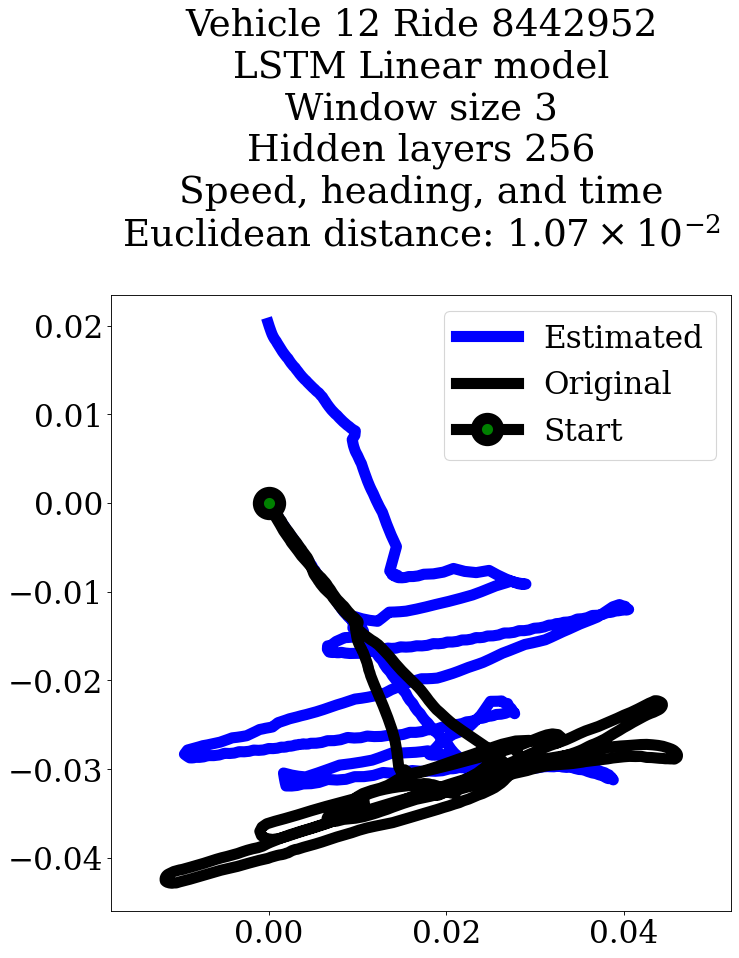 Vehicle 12 Ride 8442952
LSTM Linear model
Window size 3
Hidden layers 256
Speed, heading, and time
Euclidean distance: 1.07 × 10⁻²
Estimated
Original
Start
0.02
0.01
0.00
−0.01
−0.02
−0.03
−0.04
0.00 0.02 0.04